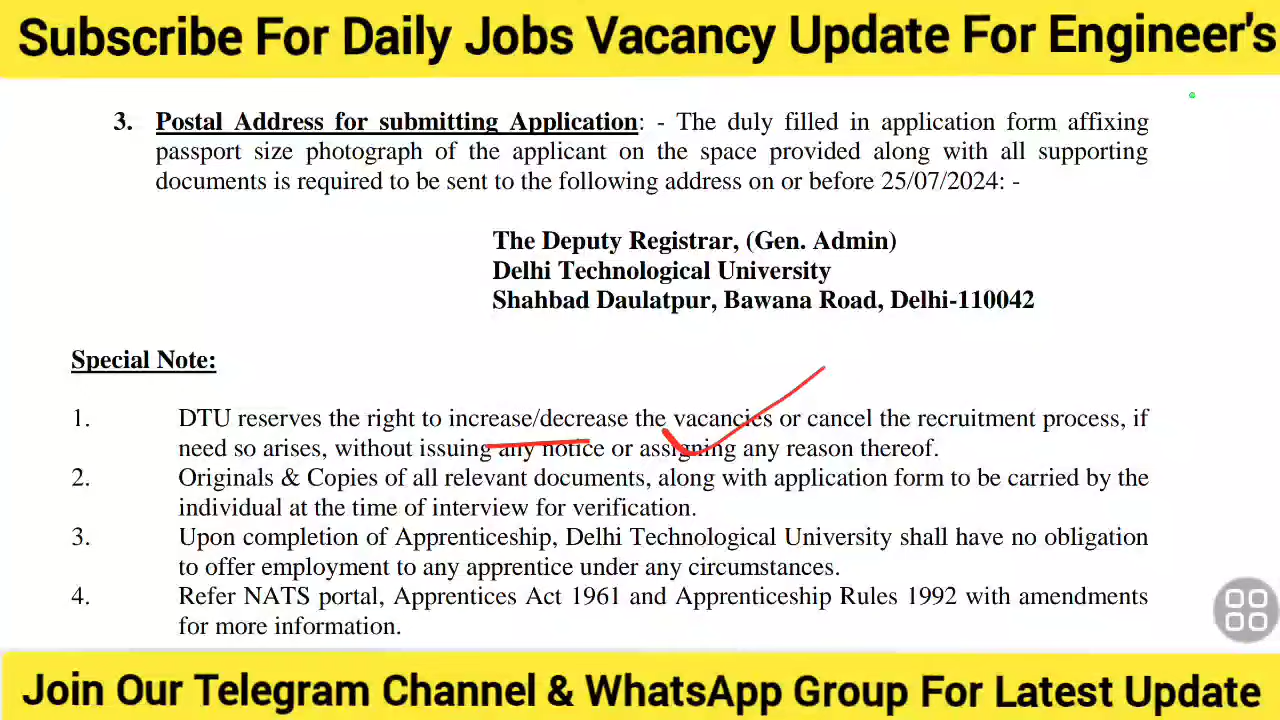 Subscribe For Daily Jobs Vacancy Update For Engineer's
3. Postal Address for submitting Application: - The duly filled in application form affixing
passport size photograph of the applicant on the space provided along with all supporting
documents is required to be sent to the following address on or before 25/07/2024: -
The Deputy Registrar, (Gen. Admin)
Delhi Technological University
Shahbad Daulatpur, Bawana Road, Delhi-110042
Special Note:
1. DTU reserves the right to increase/decrease the vacancies or cancel the recruitment process, if
need so arises, without issuing any notice or assigning any reason thereof.
2. Originals & Copies of all relevant documents, along with application form to be carried by the
individual at the time of interview for verification.
3. Upon completion of Apprenticeship, Delhi Technological University shall have no obligation
to offer employment to any apprentice under any circumstances.
4. Refer NATS portal, Apprentices Act 1961 and Apprenticeship Rules 1992 with amendments
for more information.
Join Our Telegram Channel & WhatsApp Group For Latest Update